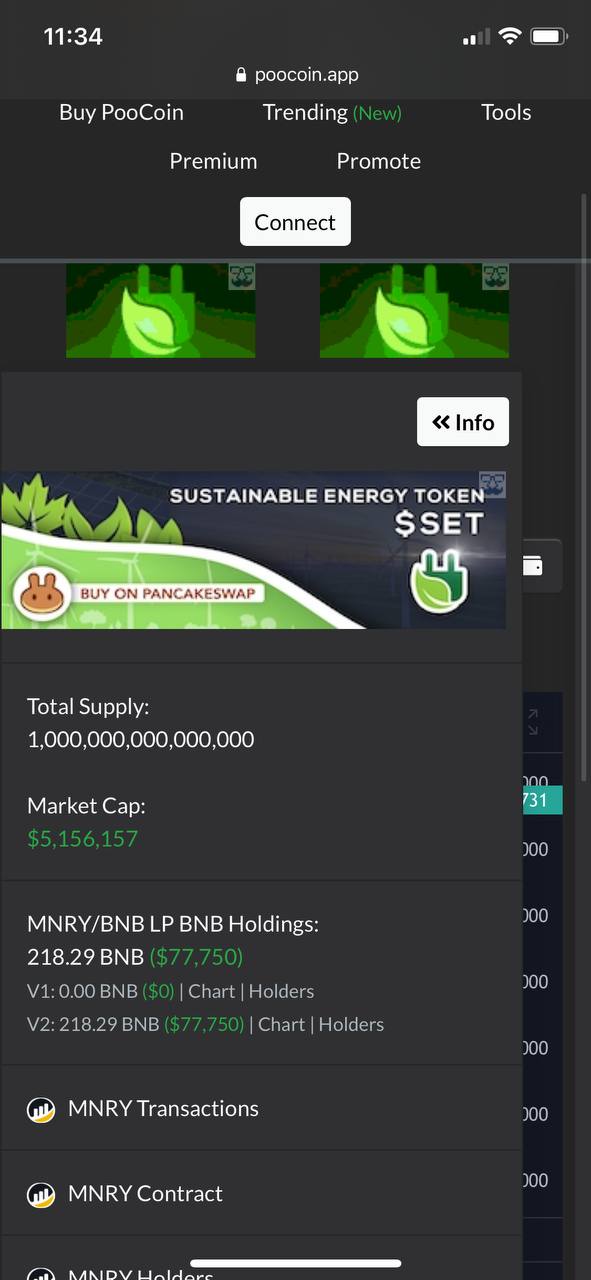 11:34
poocoin.app
Buy PooCoin
Trending (New)
Tools
Premium
Promote
Connect
Info
SUSTAINABLE ENERGY TOKEN
$SET
BUY ON PANCAKESWAP
Total Supply:
1,000,000,000,000,000
Market Cap:
$5,156,157
000
731
000
000
000
000
000
000
MNRY/BNB LP BNB Holdings:
218.29 BNB ($77,750)
V1: 0.00 BNB ($0) | Chart | Holders
V2: 218.29 BNB ($77,750) | Chart | Holders
MNRY Transactions
MNRY Contract
MNRY Holders